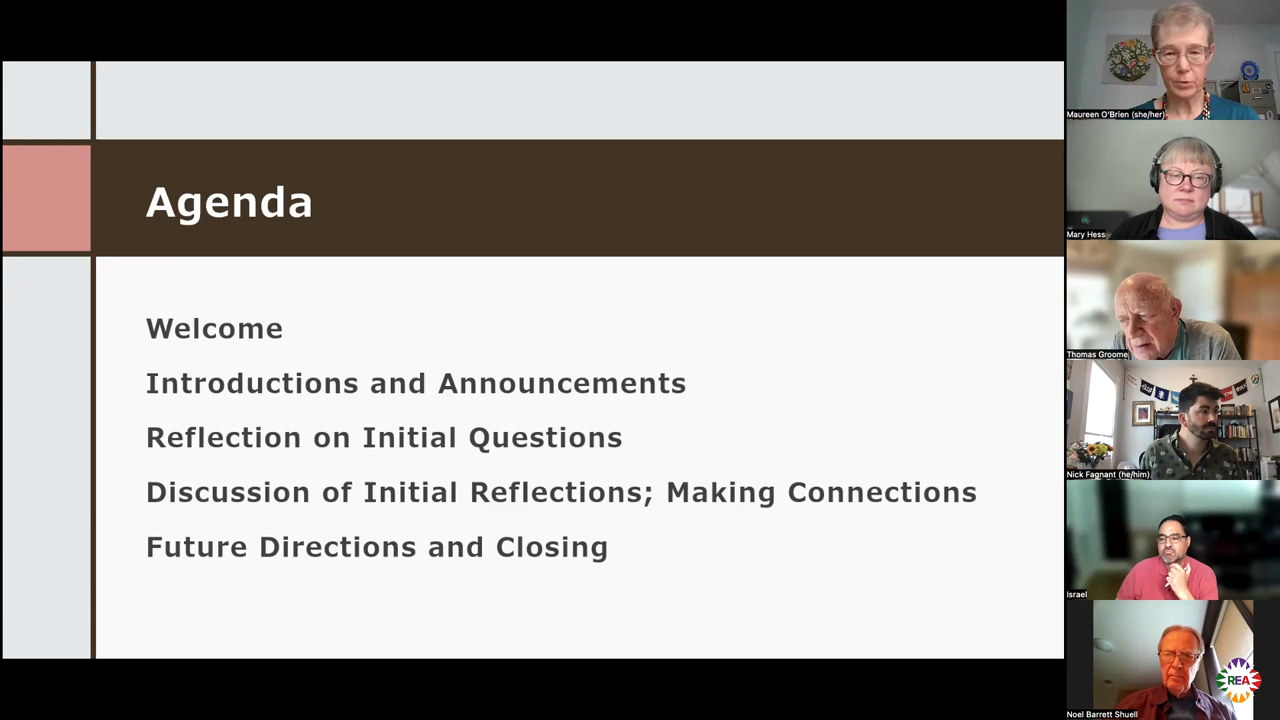 Agenda
Welcome
Introductions and Announcements
Reflection on Initial Questions
Discussion of Initial Reflections; Making Connections
Future Directions and Closing
Maureen O'Brien (she/her)
Mary Hess
Thomas Groome
Nick Fagnant (he/him)
Israel
Noel Barrett Shuell
REA